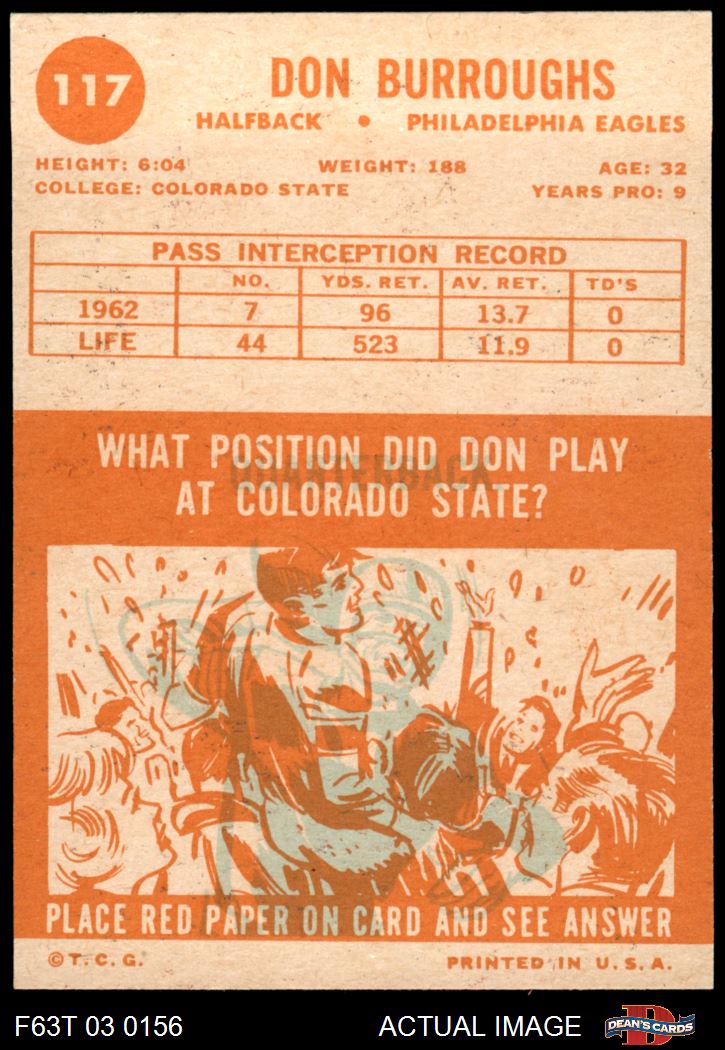 117
DON BURROUGHS
HALFBACK • PHILADELPHIA EAGLES
HEIGHT: 6:04 WEIGHT: 188 AGE: 32
COLLEGE: COLORADO STATE YEARS PRO: 9
PASS INTERCEPTION RECORD
NO. YDS. RET. AV. RET. TD'S
1962 7 96 13.7 0
LIFE 44 523 11.9 0
WHAT POSITION DID DON PLAY
QUARTERBACK
AT COLORADO STATE?
PLACE RED PAPER ON CARD AND SEE ANSWER
© T. C. G. PRINTED IN U. S. A.
F63T 03 0156 ACTUAL IMAGE D DEAN'S CARDS